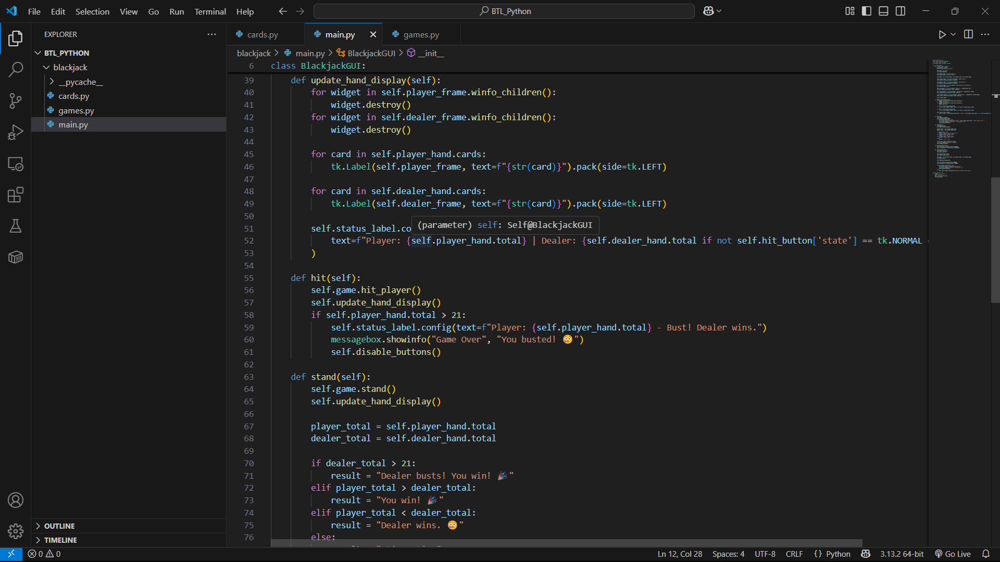 File Edit Selection View Go Run Terminal Help BTL_Python
EXPLORER
BTL_PYTHON
blackjack
__pycache__
cards.py
games.py
main.py
OUTLINE
TIMELINE
cards.py main.py games.py
blackjack > main.py > BlackjackGUI > __init__
6 class BlackjackGUI:
39 def update_hand_display(self):
40 for widget in self.player_frame.winfo_children():
41 widget.destroy()
42 for widget in self.dealer_frame.winfo_children():
43 widget.destroy()
44
45 for card in self.player_hand.cards:
46 tk.Label(self.player_frame, text=f"{str(card)}").pack(side=tk.LEFT)
47
48 for card in self.dealer_hand.cards:
49 tk.Label(self.dealer_frame, text=f"{str(card)}").pack(side=tk.LEFT)
50
(parameter) self: Self@BlackjackGUI
51 self.status_label.co
52 text=f"Player: {self.player_hand.total} | Dealer: {self.dealer_hand.total if not self.hit_button['state'] == tk.NORMAL
53 )
54
55 def hit(self):
56 self.game.hit_player()
57 self.update_hand_display()
58 if self.player_hand.total > 21:
59 self.status_label.config(text=f"Player: {self.player_hand.total} - Bust! Dealer wins.")
60 messagebox.showinfo("Game Over", "You busted! 😢")
61 self.disable_buttons()
62
63 def stand(self):
64 self.game.stand()
65 self.update_hand_display()
66
67 player_total = self.player_hand.total
68 dealer_total = self.dealer_hand.total
69
70 if dealer_total > 21:
71 result = "Dealer busts! You win! 🎉"
72 elif player_total > dealer_total:
73 result = "You win! 🎉"
74 elif player_total < dealer_total:
75 result = "Dealer wins. 😢"
76 else:
0 0 Ln 12, Col 28 Spaces: 4 UTF-8 CRLF {} Python 3.13.2 64-bit Go Live